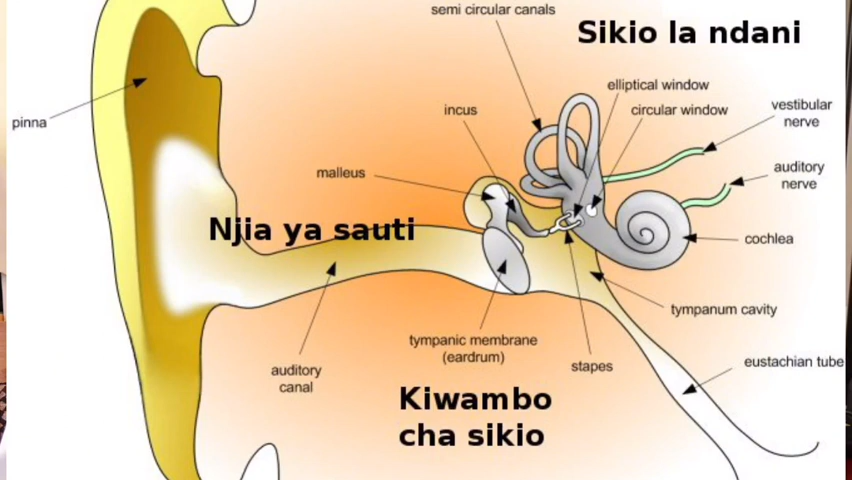 semi circular canals
Sikio la ndani
elliptical window
incus
circular window
vestibular
nerve
pinna
malleus
auditory
nerve
Njia ya sauti
cochlea
tympanum cavity
tympanic membrane
(eardrum)
stapes
eustachian tube
auditory
canal
Kiwambo
cha sikio